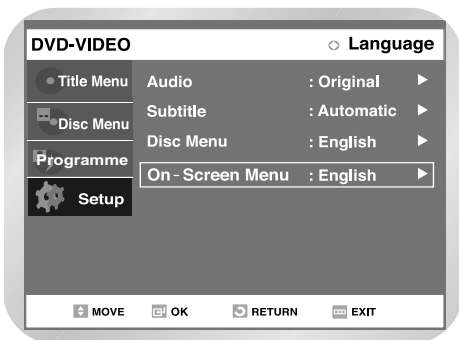 DVD-VIDEO
Language
Title Menu
Disc Menu
Programme
Setup
Audio : Original
Subtitle : Automatic
Disc Menu : English
On-Screen Menu : English
MOVE OK RETURN EXIT